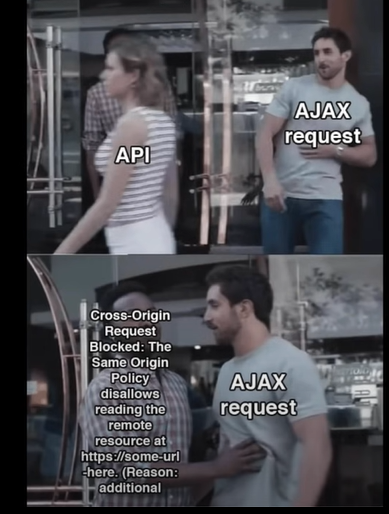 API
AJAX
request
Cross-Origin
Request
Blocked: The
Same Origin
Policy
disallows
reading the
remote
resource at
https://some-url
-here. (Reason:
additional
AJAX
request